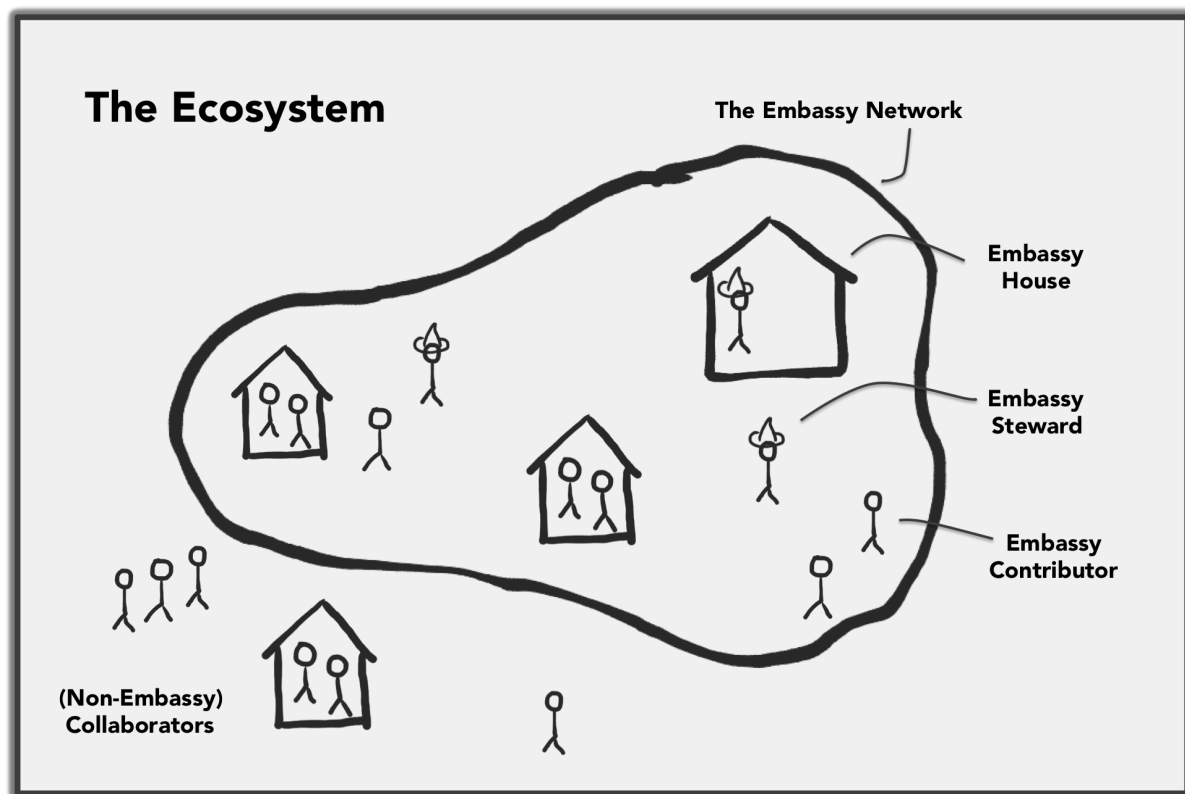 The Ecosystem
The Embassy Network
Embassy
House
Embassy
Steward
Embassy
Contributor
(Non-Embassy)
Collaborators